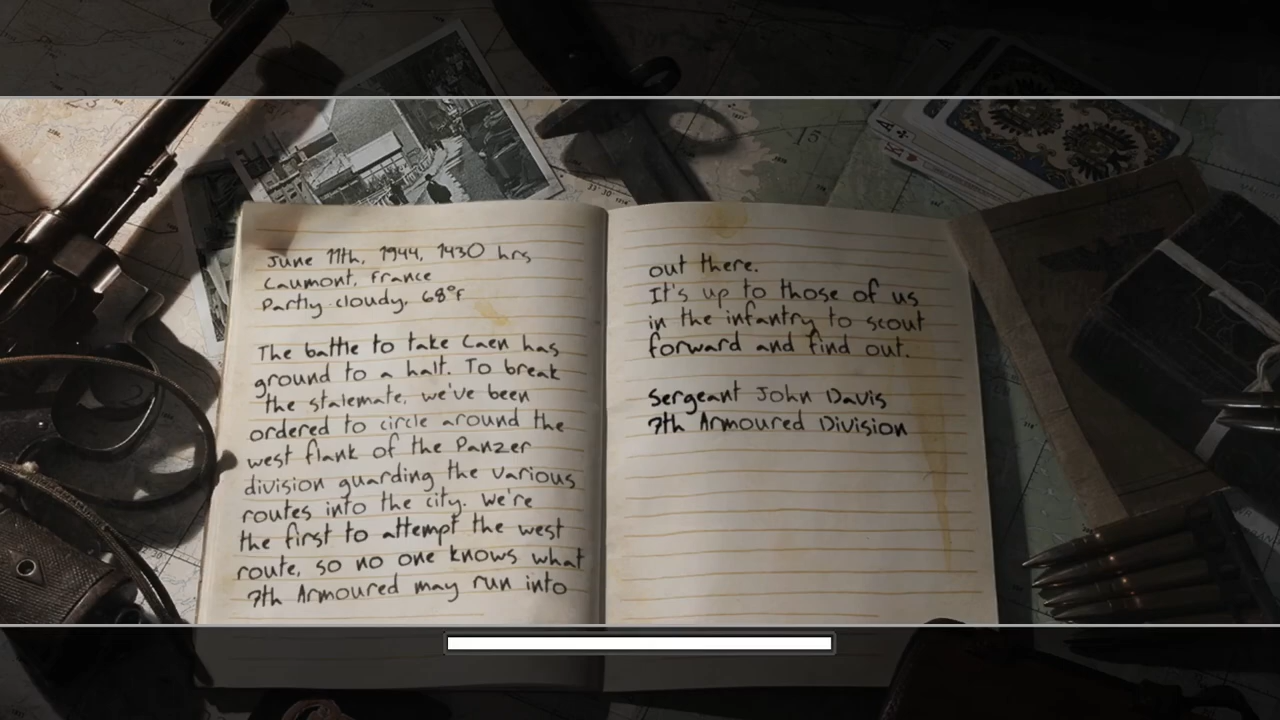 June 11th, 1944, 1430 hrs
Caumont, France
Partly cloudy, 68°F
The battle to take Caen has
ground to a halt. To break
the stalemate, we've been
ordered to circle around the
west flank of the Panzer
division guarding the various
routes into the city. We're
the first to attempt the west
route, so no one knows what
7th Armoured may run into
out there.
It's up to those of us
in the infantry to scout
forward and find out.
Sergeant John Davis
7th Armoured Division